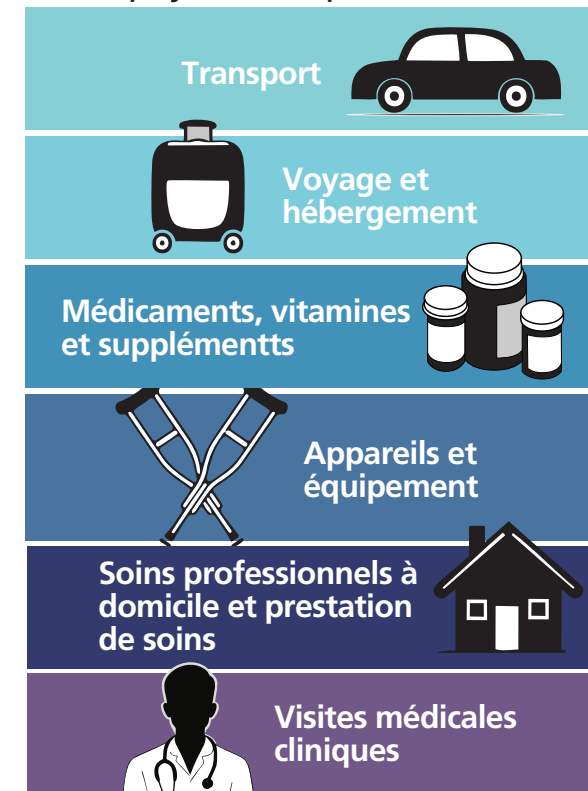 Transport
Voyage et
hébergement
Médicaments, vitamines
et supplémentts
Appareils et
équipement
Soins professionnels à
domicile et prestation
de soins
Visites médicales
cliniques